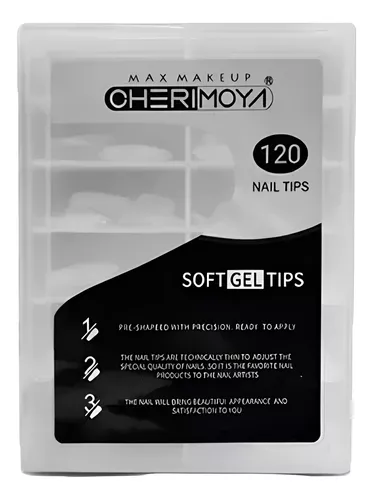 MAX MAKEUP
CHERIMOYA®
120
NAIL TIPS
SOFT GEL TIPS
1
PRE-SHAPEED WITH PRECISION. READY TO APPLY
2
THE NAIL TIPS ARE TECHNICALLY THIN TO ADJUST THE
SPECIAL QUALITY OF NAILS. SO IT IS THE FAVORITE NAIL
PRODUCTS TO THE NAIL ARTISTS
3
THE NAIL WILL BRING BEAUTIFUL APPEARANCE AND
SATISFACTION TO YOU